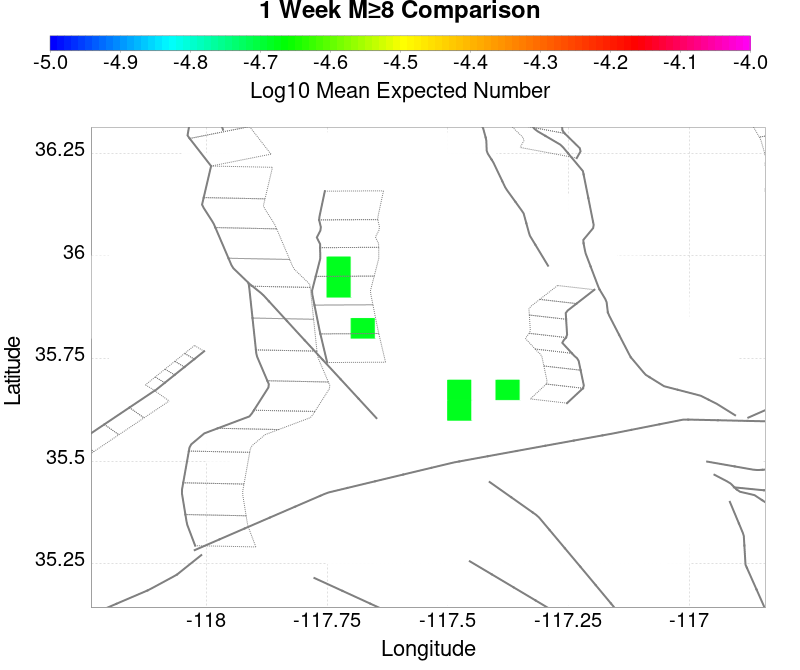 1 Week M≥8 Comparison
-5.0 -4.9 -4.8 -4.7 -4.6 -4.5 -4.4 -4.3 -4.2 -4.1 -4.0
Log10 Mean Expected Number
36.25
36
35.75
35.5
35.25
Latitude
-118 -117.75 -117.5 -117.25 -117
Longitude